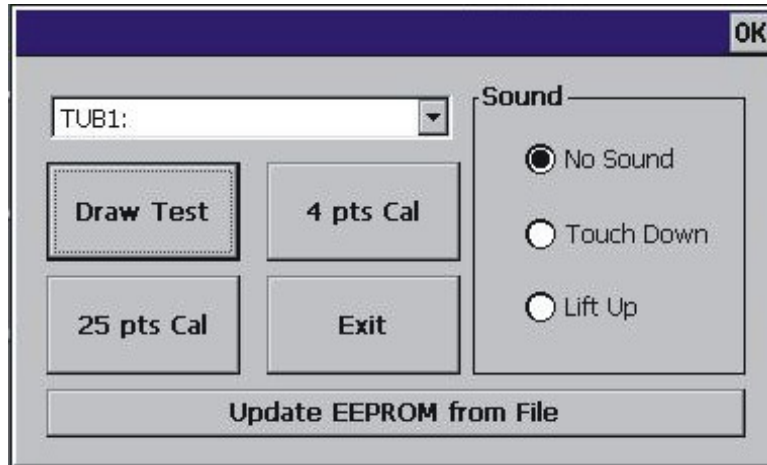 OK
TUB1:
Draw Test
4 pts Cal
25 pts Cal
Exit
Sound
No Sound
Touch Down
Lift Up
Update EEPROM from File